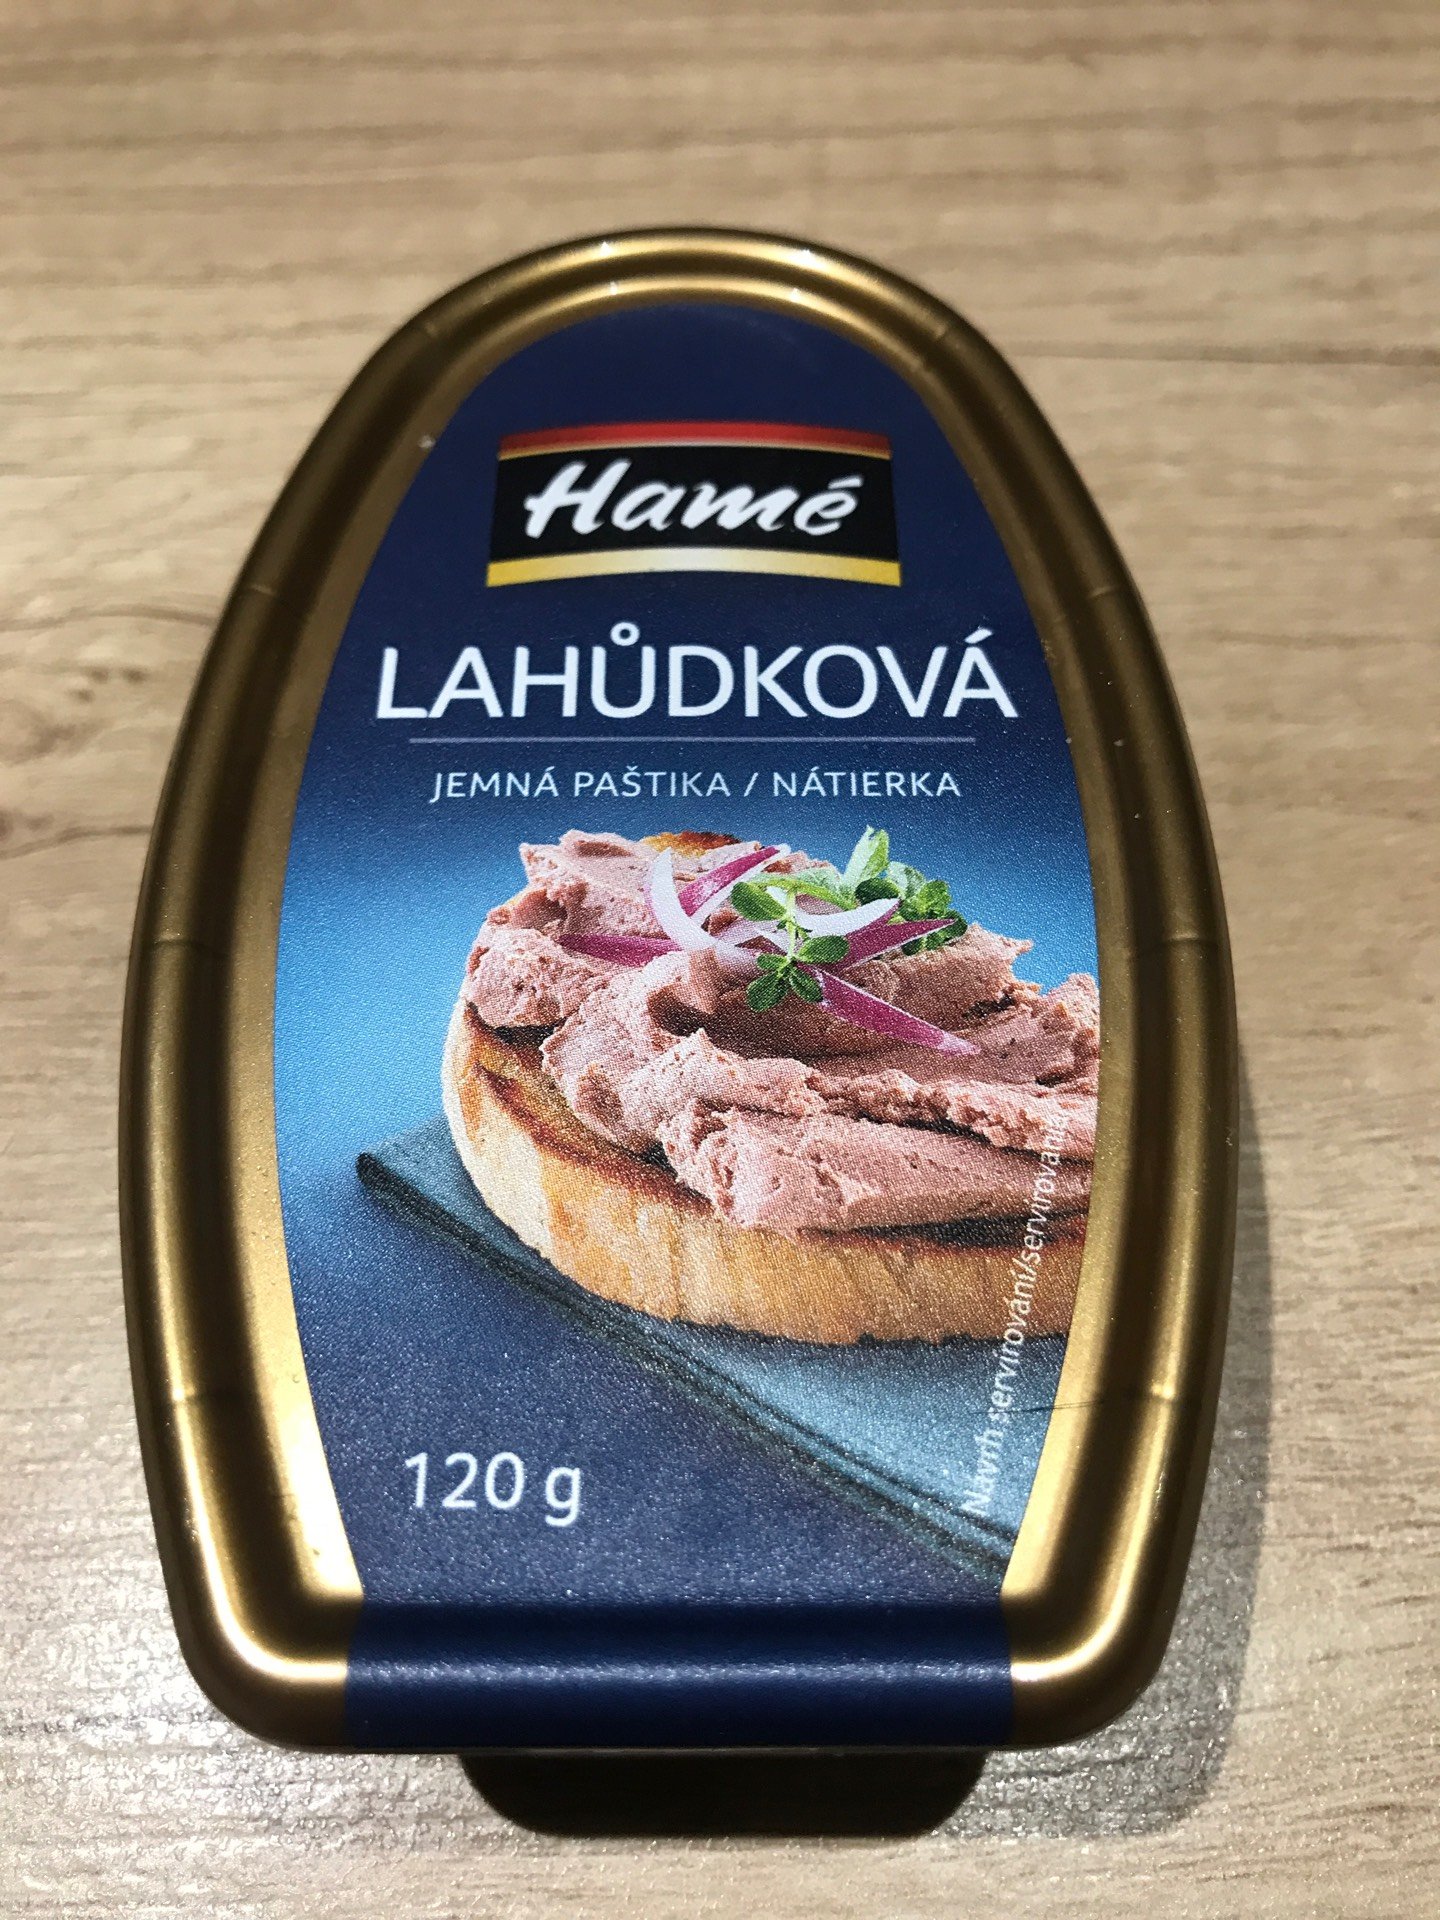 Hamé
LAHŮDKOVÁ
JEMNÁ PAŠTIKA / NÁTIERKA
120 g
Návrh servírování/servírovania